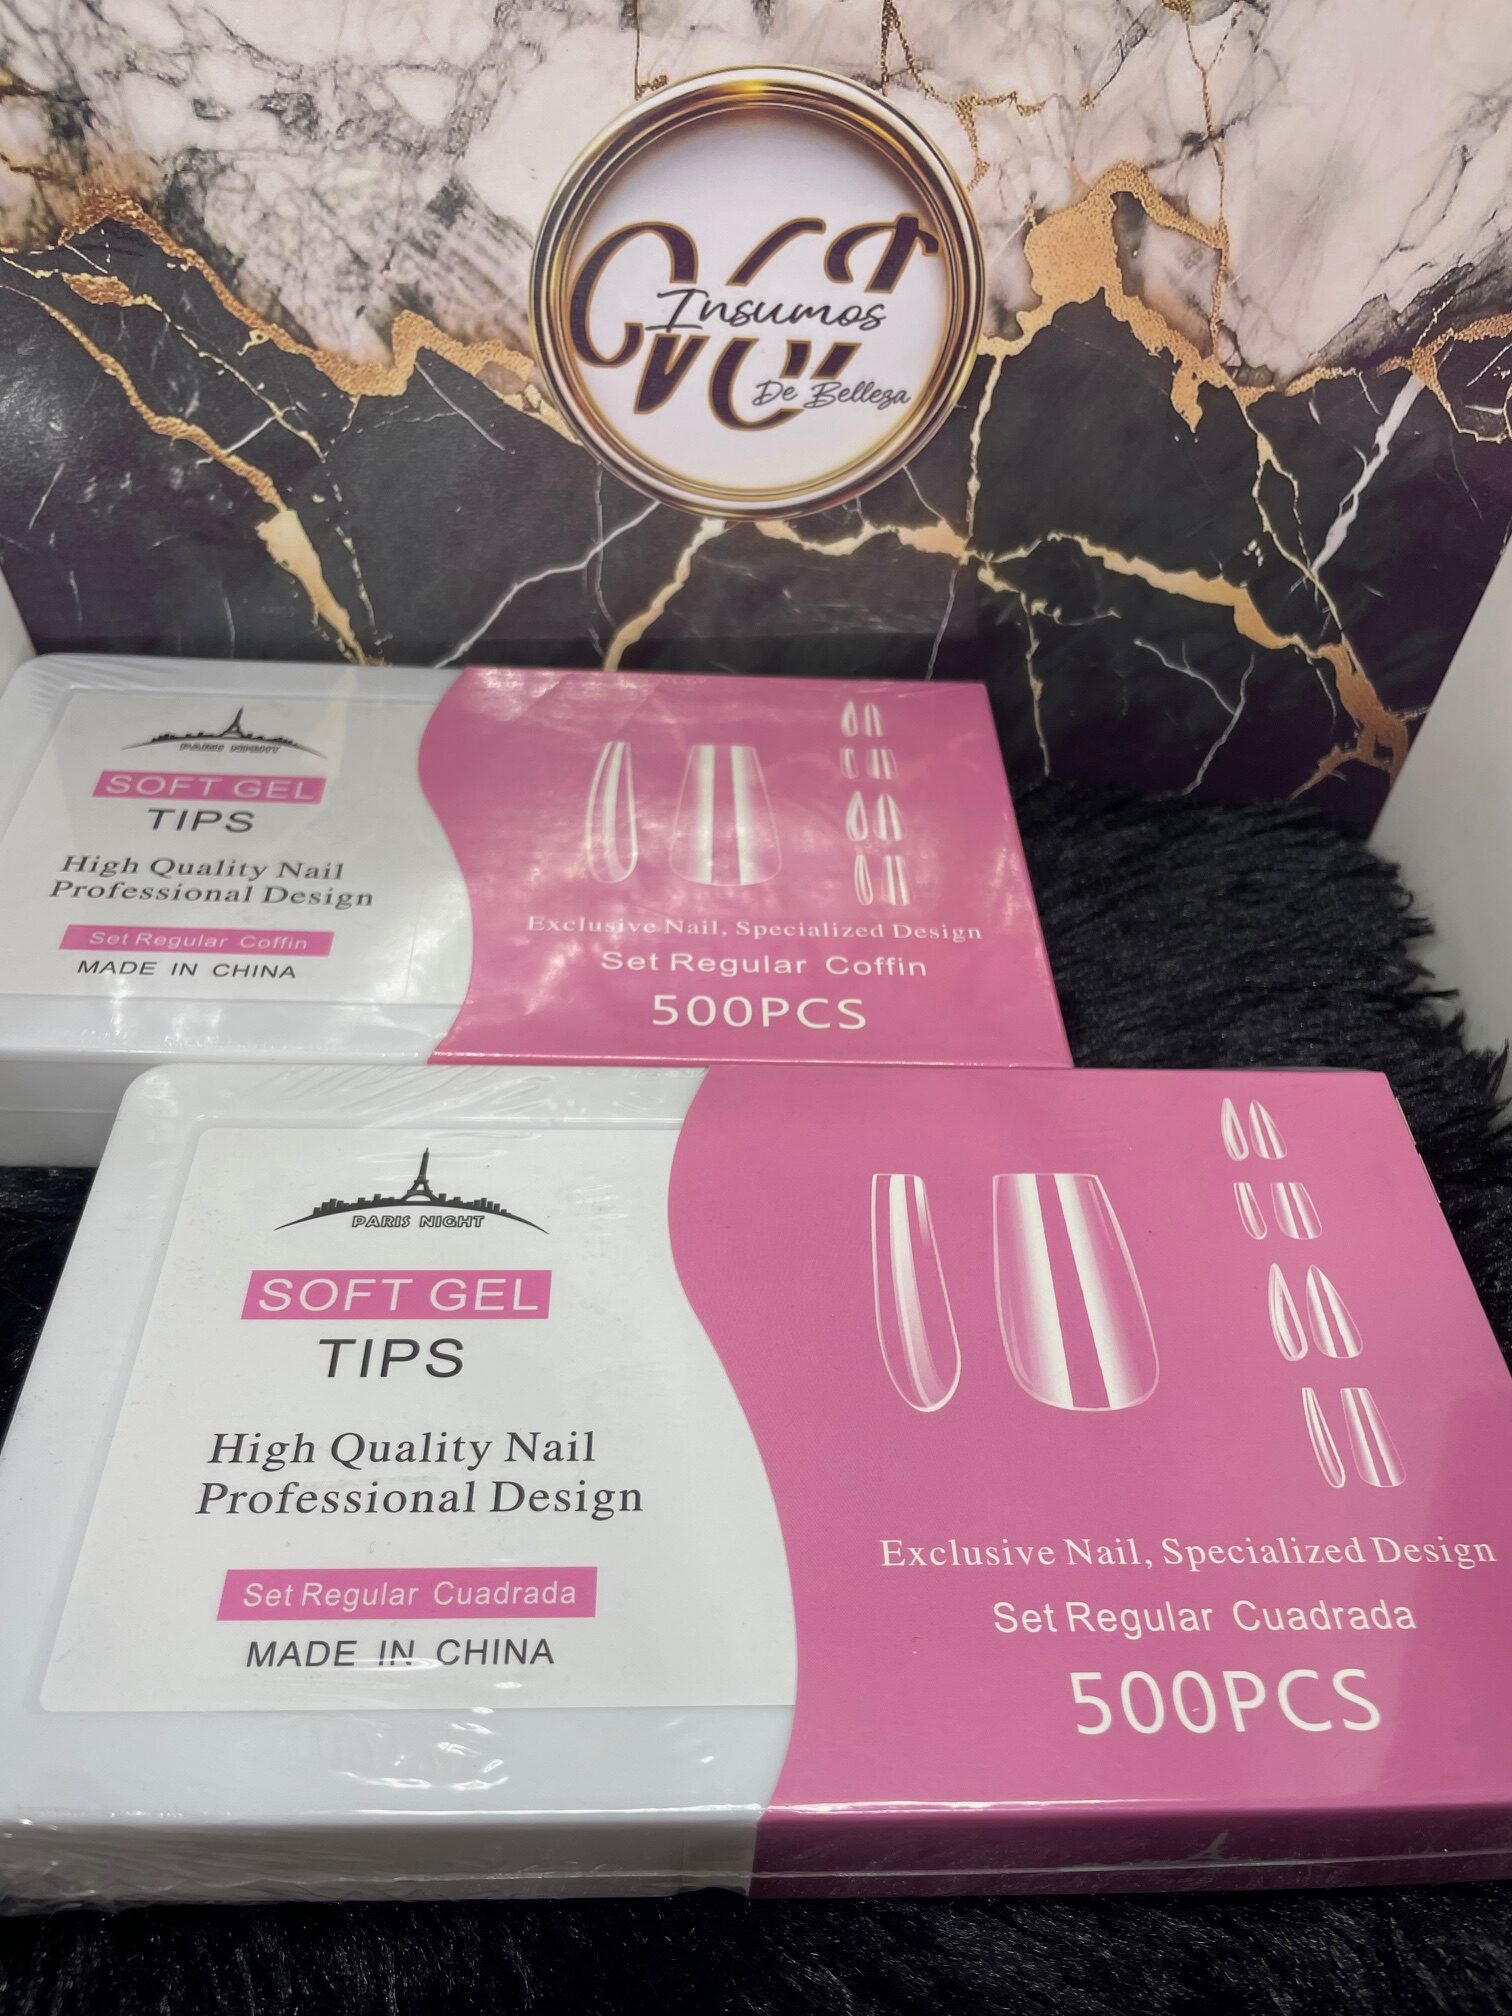 Insumos
De Belleza
PARIS NIGHT
SOFT GEL
TIPS
High Quality Nail
Professional Design
Set Regular Coffin
MADE IN CHINA
Exclusive Nail, Specialized Design
Set Regular Coffin
500PCS
PARIS NIGHT
SOFT GEL
TIPS
High Quality Nail
Professional Design
Set Regular Cuadrada
MADE IN CHINA
Exclusive Nail, Specialized Design
Set Regular Cuadrada
500PCS